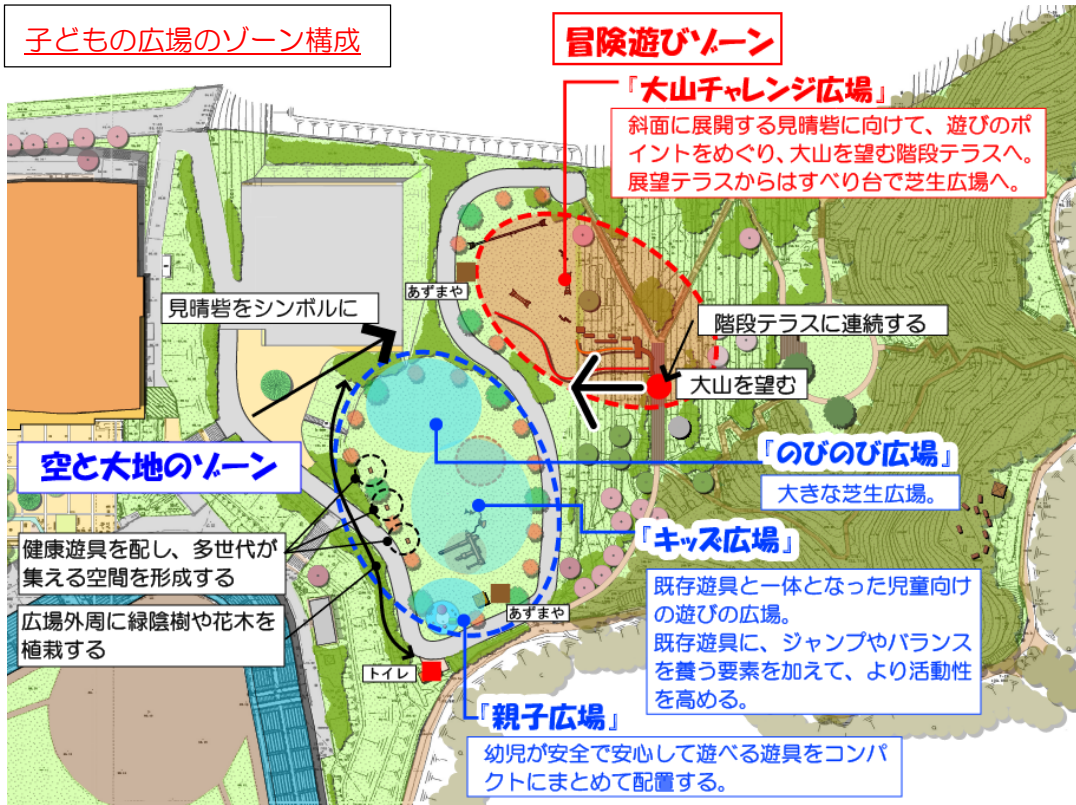 子どもの広場のゾーン構成
冒険遊びゾーン
『大山チャレンジ広場』
斜面に展開する見晴砦に向けて、遊びのポ
イントをめぐり、大山を望む階段テラスへ。
展望テラスからはすべり台で芝生広場へ。
あずまや
見晴砦をシンボルに
階段テラスに連続する
大山を望む
空と大地のゾーン
『のびのび広場』
大きな芝生広場。
『キッズ広場』
健康遊具を配し、多世代が
集える空間を形成する
既存遊具と一体となった児童向け
の遊びの広場。
既存遊具に、ジャンプやバランス
を養う要素を加えて、より活動性
を高める。
あずまや
広場外周に緑陰樹や花木を
植栽する
トイレ
『親子広場』
幼児が安全で安心して遊べる遊具をコンパ
クトにまとめて配置する。